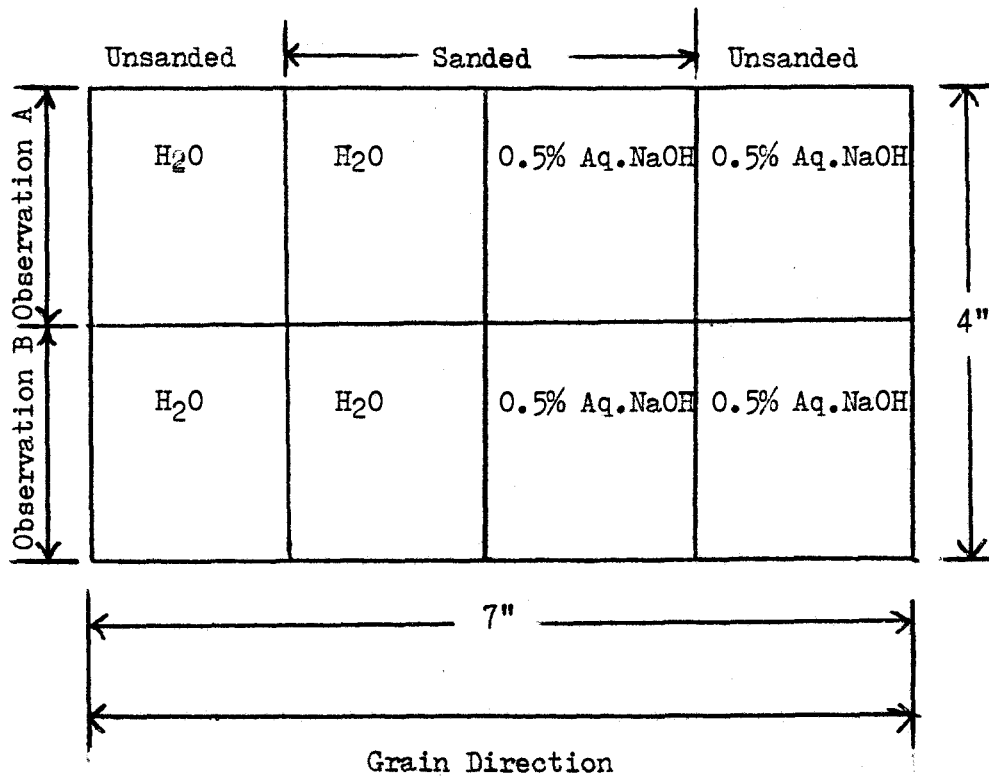 Unsanded Sanded Unsanded
Observation A
H₂O H₂O 0.5% Aq.NaOH 0.5% Aq.NaOH
4"
Observation B
H₂O H₂O 0.5% Aq.NaOH 0.5% Aq.NaOH
7"
Grain Direction